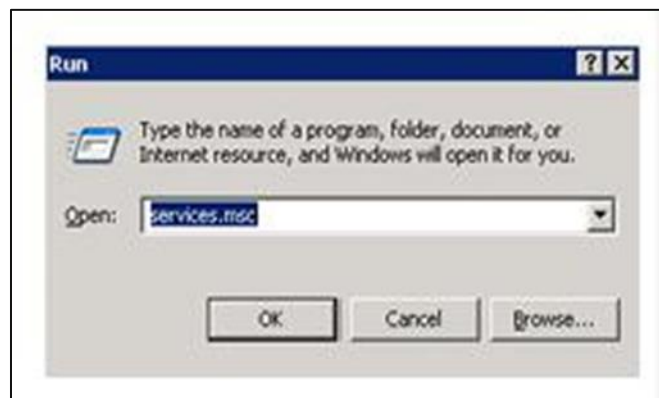 Run
Type the name of a program, folder, document, or
Internet resource, and Windows will open it for you.
Open: services.msc
OK Cancel Browse...